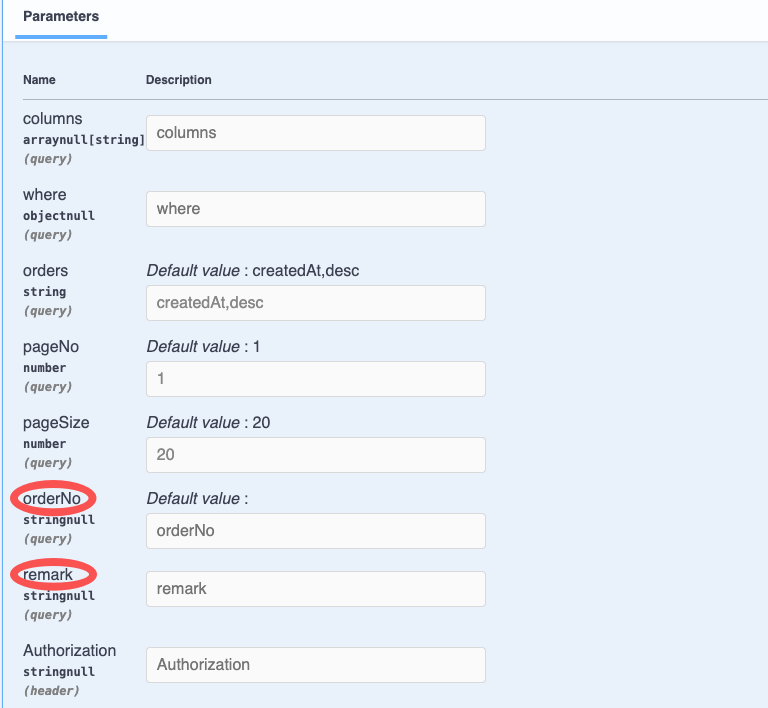 Parameters
Name Description
columns
arraynull[string]
(query)
columns
where
objectnull
(query)
where
orders
string
(query)
Default value : createdAt,desc
createdAt,desc
pageNo
number
(query)
Default value : 1
1
pageSize
number
(query)
Default value : 20
20
orderNo
stringnull
(query)
Default value :
orderNo
remark
stringnull
(query)
remark
Authorization
stringnull
(header)
Authorization